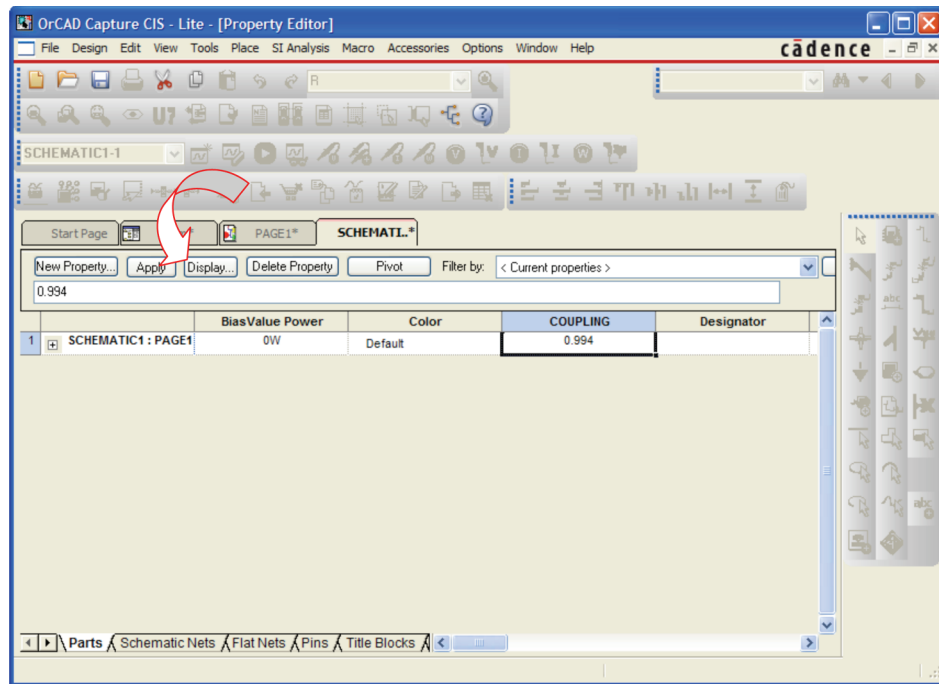 OrCAD Capture CIS - Lite - [Property Editor]
File Design Edit View Tools Place SI Analysis Macro Accessories Options Window Help cādence
R
U?
SCHEMATIC1-1
Start Page PAGE1* SCHEMATI..*
New Property... Apply Display... Delete Property Pivot Filter by: < Current properties >
0.994
BiasValue Power Color COUPLING Designator
1 SCHEMATIC1 : PAGE1 0W Default 0.994
Parts Schematic Nets Flat Nets Pins Title Blocks